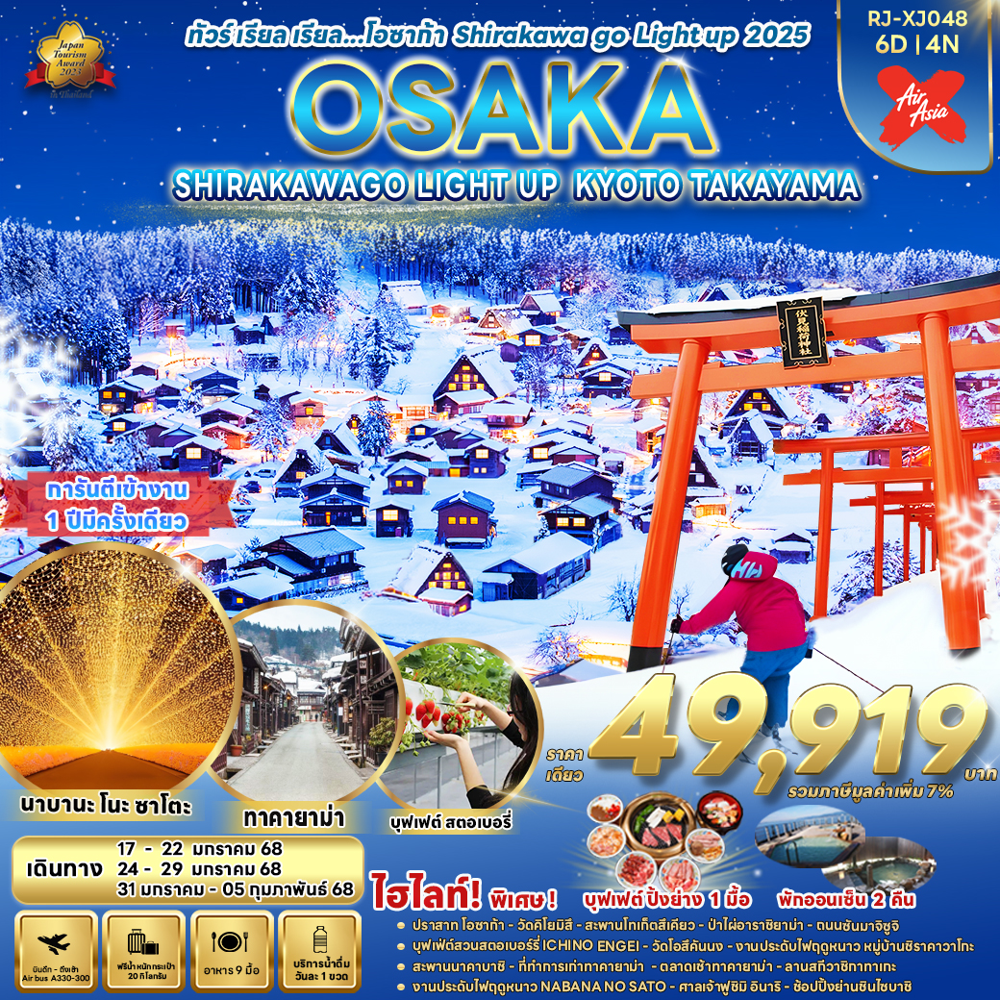 ทัวร์ เรียล เรียล...โอซาก้า Shirakawa go Light up 2025
RJ-XJ048
6D | 4N
Air Asia
Japan
Tourism
Award
2023
in Thailand
OSAKA
SHIRAKAWAGO LIGHT UP KYOTO TAKAYAMA
伏見稲荷神社
การันตีเข้างาน
1 ปีมีครั้งเดียว
นาบานะ โนะ ซาโตะ
ทาคายาม่า
บุฟเฟต์ สตอเบอรี่
ราคา
เดียว
49,919
บาท
รวมภาษีมูลค่าเพิ่ม 7%
เดินทาง
17 - 22 มกราคม 68
24 - 29 มกราคม 68
31 มกราคม - 05 กุมภาพันธ์ 68
ไฮไลท์! พิเศษ! บุฟเฟต์ ปิ้งย่าง 1 มื้อ พักออนเซ็น 2 คืน
ปราสาท โอซาก้า - วัดคิโยมิสึ - สะพานโทเก็ตสึเคียว - ป่าไผ่อาราชิยาม่า - ถนนซันมาจิซูจิ
บุฟเฟ่ต์สวนสตอเบอร์รี่ ICHINO ENGEI - วัดโอสึคันนง - งานประดับไฟฤดูหนาว หมู่บ้านชิราคาวาโกะ
สะพานนาคาบาชิ - ที่ทำการเก่าทาคายาม่า - ตลาดเช้าทาคายาม่า - ลานสกีวาชิกาทาเกะ
งานประดับไฟฤดูหนาว NABANA NO SATO - ศาลเจ้าฟูชิมิ อินาริ - ช้อปปิ้งย่านชินไซบาชิ
บินดึก - ถึงเช้า
Air bus A330-300
ฟรีน้ำหนักกระเป๋า
20 กิโลกรัม
อาหาร 9 มื้อ
บริการน้ำดื่ม
วันละ 1 ขวด